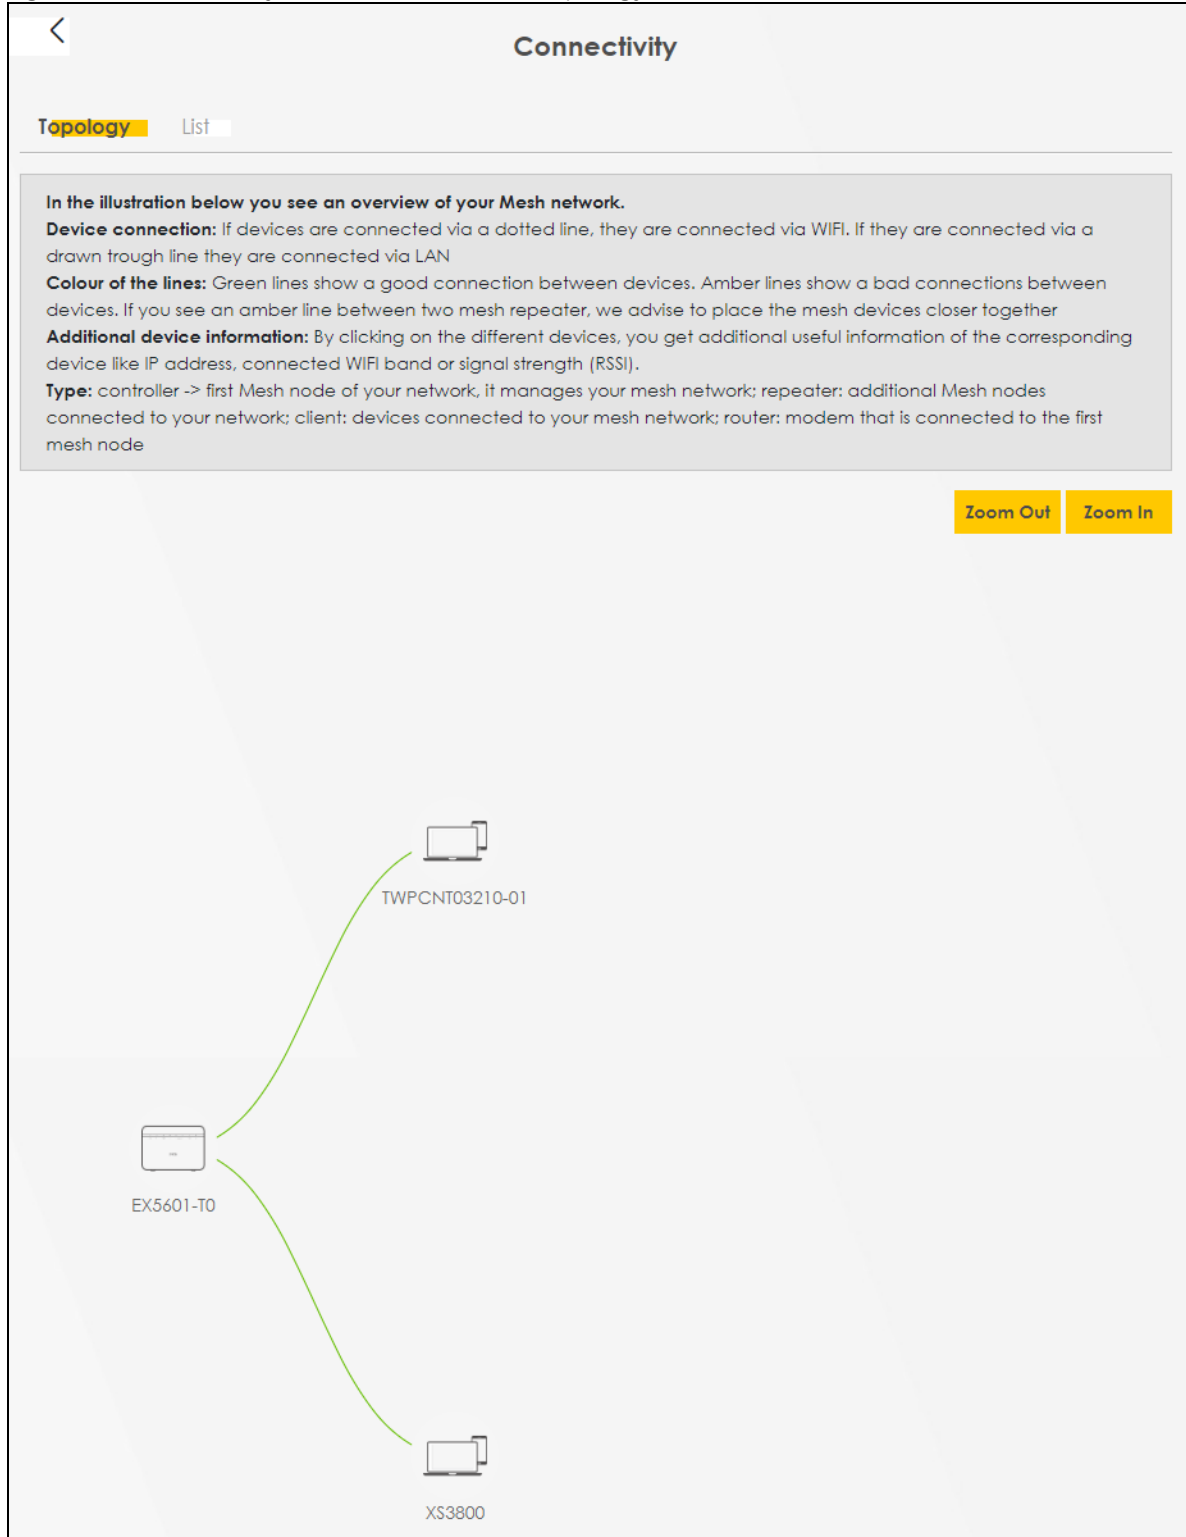 Connectivity
Topology
List
In the illustration below you see an overview of your Mesh network.
Device connection: If devices are connected via a dotted line, they are connected via WIFI. If they are connected via a
drawn trough line they are connected via LAN
Colour of the lines: Green lines show a good connection between devices. Amber lines show a bad connections between
devices. If you see an amber line between two mesh repeater, we advise to place the mesh devices closer together
Additional device information: By clicking on the different devices, you get additional useful information of the corresponding
device like IP address, connected WIFI band or signal strength (RSSI).
Type: controller -> first Mesh node of your network, it manages your mesh network; repeater: additional Mesh nodes
connected to your network; client: devices connected to your mesh network; router: modem that is connected to the first
mesh node
Zoom Out
Zoom In
TWPCNT03210-01
EX5601-T0
XS3800